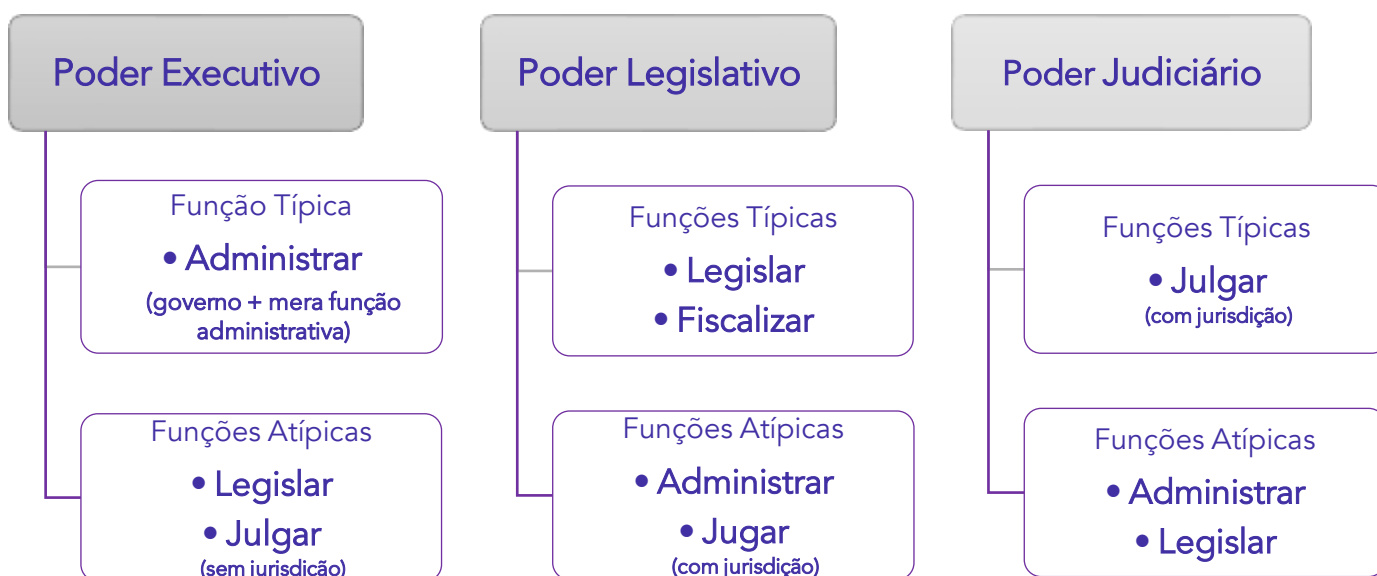 Poder Executivo
Função Típica
• Administrar
(governo + mera função
administrativa)
Funções Atípicas
• Legislar
• Julgar
(sem jurisdição)
Poder Legislativo
Funções Típicas
• Legislar
• Fiscalizar
Funções Atípicas
• Administrar
• Jugar
(com jurisdição)
Poder Judiciário
Funções Típicas
• Julgar
(com jurisdição)
Funções Atípicas
• Administrar
• Legislar